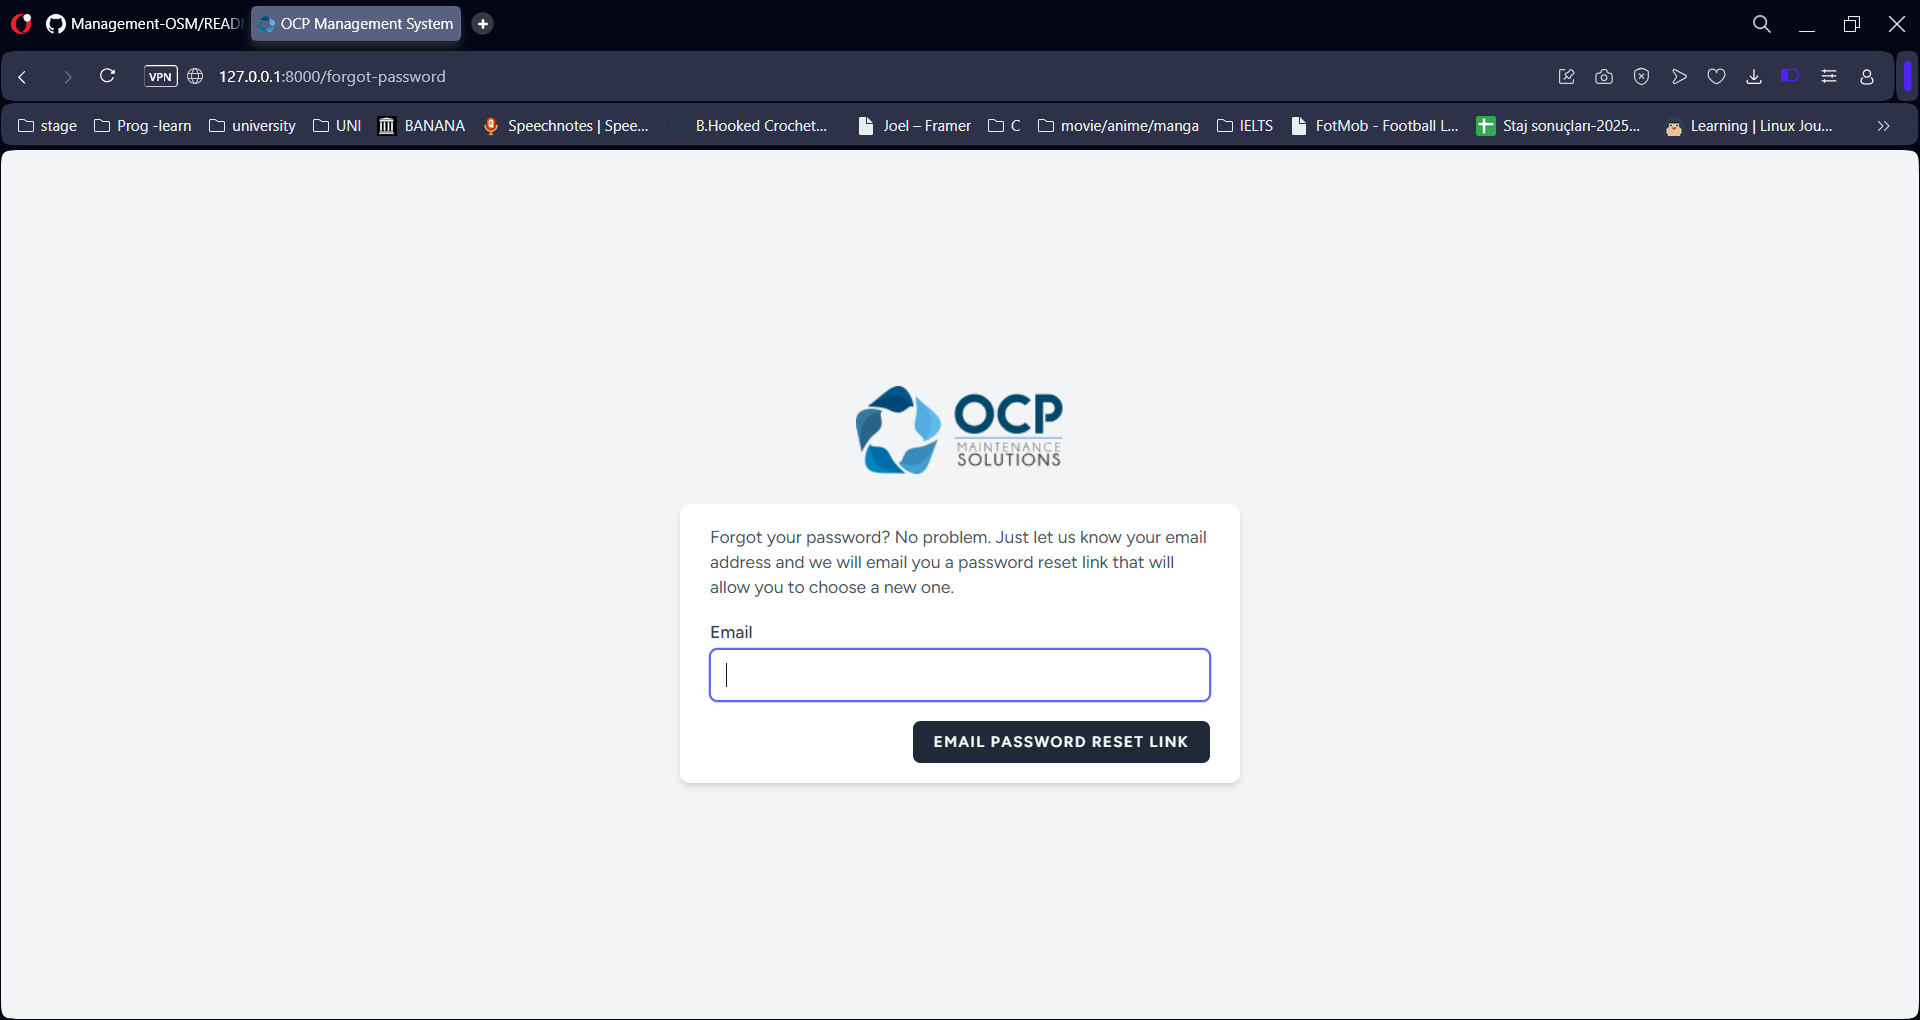 Management-OSM/READ
OCP Management System
VPN
127.0.0.1:8000/forgot-password
stage
Prog -learn
university
UNI
BANANA
Speechnotes | Spee...
B.Hooked Crochet...
Joel – Framer
C
movie/anime/manga
IELTS
FotMob - Football L...
Staj sonuçları-2025...
Learning | Linux Jou...
OCP
MAINTENANCE
SOLUTIONS
Forgot your password? No problem. Just let us know your email
address and we will email you a password reset link that will
allow you to choose a new one.
Email
EMAIL PASSWORD RESET LINK